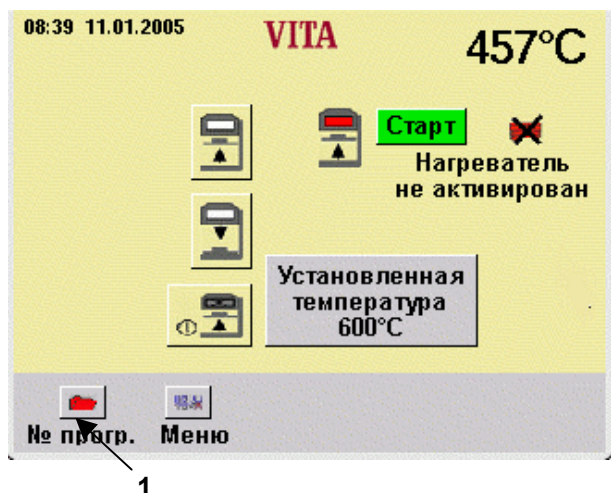 08:39 11.01.2005
VITA
457°C
Старт
Нагреватель
не активирован
Установленная
температура
600°C
№ прогр. Меню
1